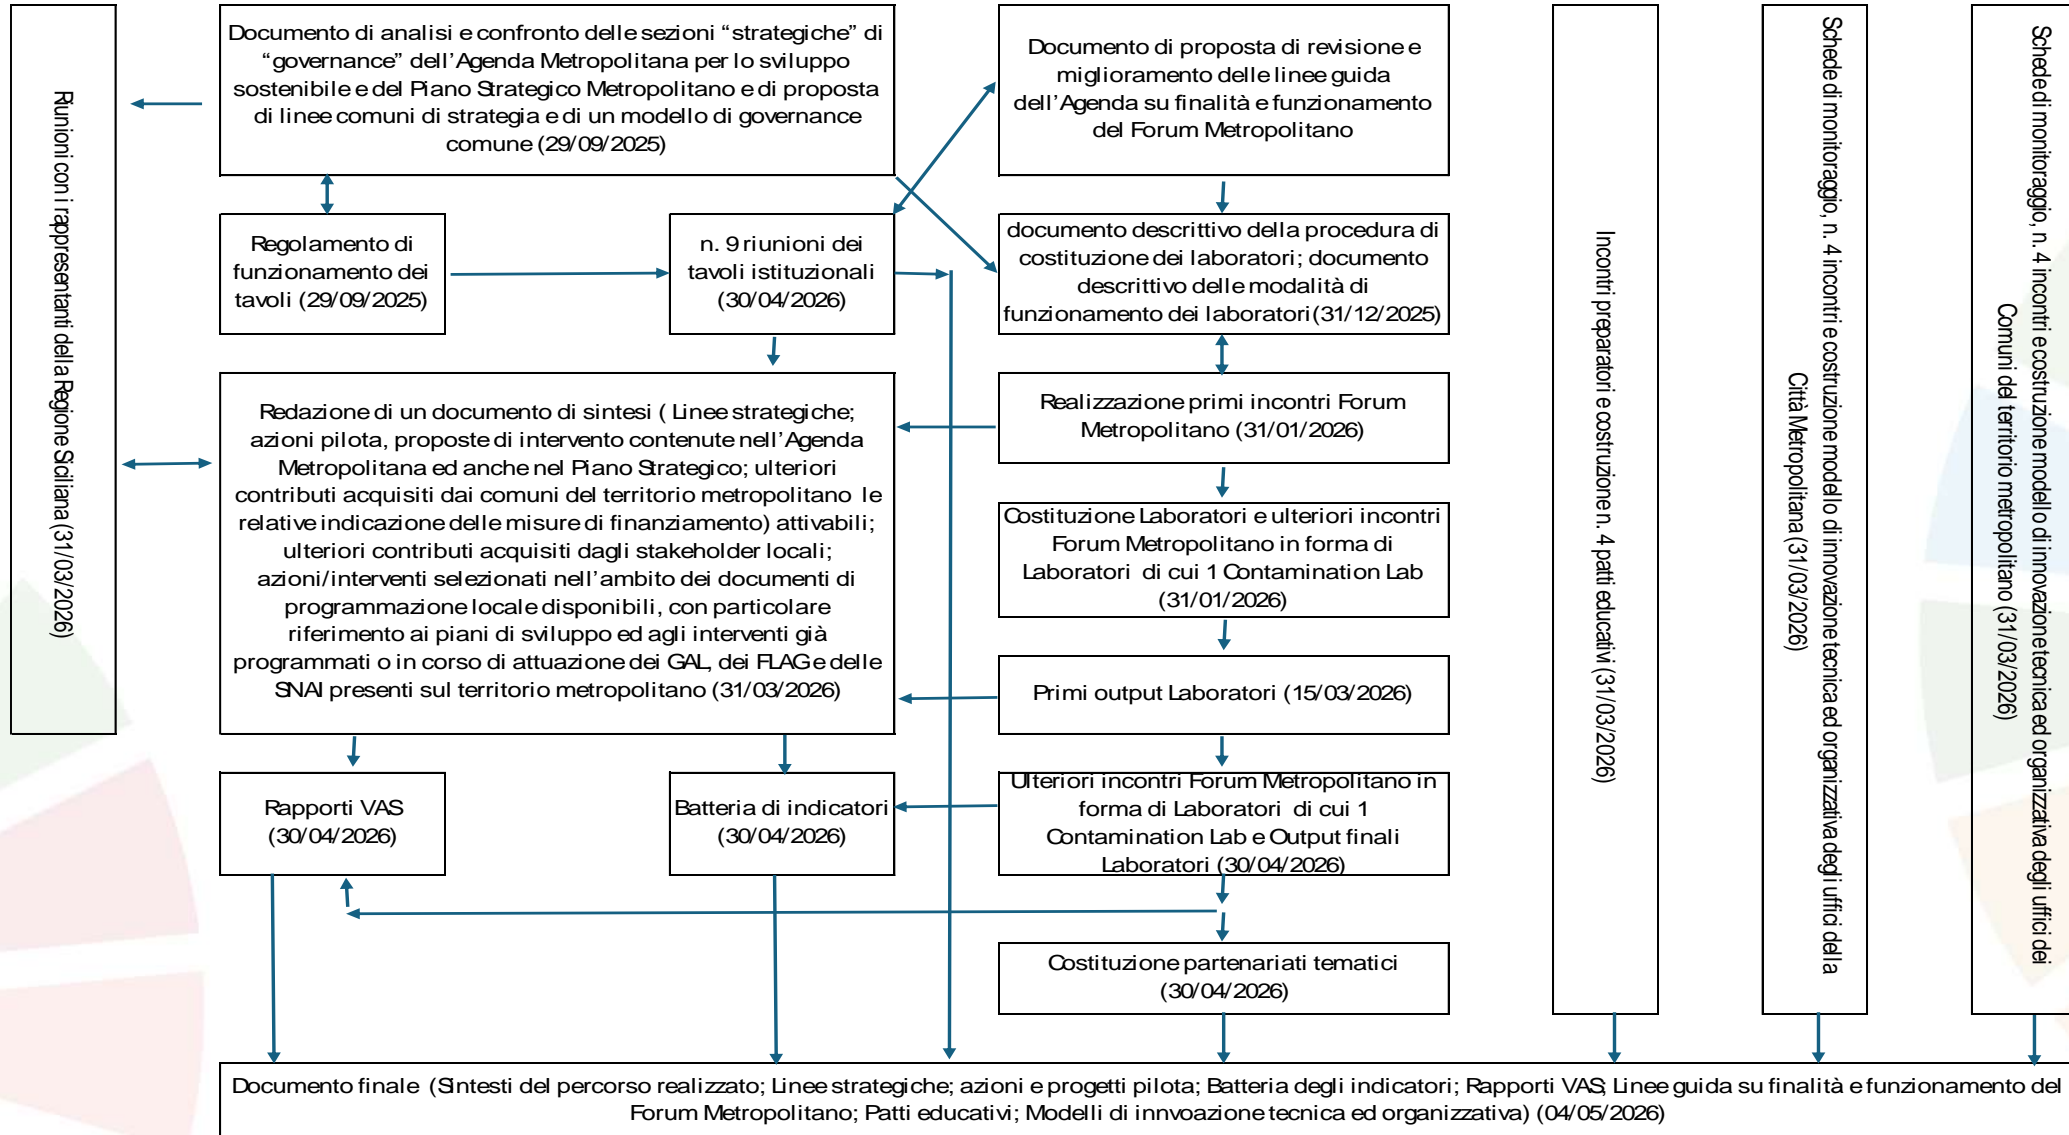 Riunioni con i rappresentanti della Regione Siciliana (31/03/2026)
Documento di analisi e confronto delle sezioni “strategiche” di
“governance” dell’Agenda Metropolitana per lo sviluppo
sostenibile e del Piano Strategico Metropolitano e di proposta
di linee comuni di strategia e di un modello di governance
comune (29/09/2025)
Documento di proposta di revisione e
miglioramento delle linee guida
dell’Agenda su finalità e funzionamento
del Forum Metropolitano
Regolamento di
funzionamento dei
tavoli (29/09/2025)
n. 9 riunioni dei
tavoli istituzionali
(30/04/2026)
documento descrittivo della procedura di
costituzione dei laboratori; documento
descrittivo delle modalità di
funzionamento dei laboratori (31/12/2025)
Redazione di un documento di sintesi ( Linee strategiche;
azioni pilota, proposte di intervento contenute nell’Agenda
Metropolitana ed anche nel Piano Strategico; ulteriori
contributi acquisiti dai comuni del territorio metropolitano le
relative indicazione delle misure di finanziamento) attivabili;
ulteriori contributi acquisiti dagli stakeholder locali;
azioni/interventi selezionati nell’ambito dei documenti di
programmazione locale disponibili, con particolare
riferimento ai piani di sviluppo ed agli interventi già
programmati o in corso di attuazione dei GAL, dei FLAG e delle
SNAI presenti sul territorio metropolitano (31/03/2026)
Realizzazione primi incontri Forum
Metropolitano (31/01/2026)
Costituzione Laboratori e ulteriori incontri
Forum Metropolitano in forma di
Laboratori di cui 1 Contamination Lab
(31/01/2026)
Primi output Laboratori (15/03/2026)
Rapporti VAS
(30/04/2026)
Batteria di indicatori
(30/04/2026)
Ulteriori incontri Forum Metropolitano in
forma di Laboratori di cui 1
Contamination Lab e Output finali
Laboratori (30/04/2026)
Costituzione partenariati tematici
(30/04/2026)
Incontri preparatori e costruzione n. 4 patti educativi (31/03/2026)
Schede di monitoraggio, n. 4 incontri e costruzione modello di innovazione tecnica ed organizzativa degli uffici della
Città Metropolitana (31/03/2026)
Schede di monitoraggio, n. 4 incontri e costruzione modello di innovazione tecnica ed organizzativa degli uffici dei
Comuni del territorio metropolitano (31/03/2026)
Documento finale (Sintesti del percorso realizzato; Linee strategiche; azioni e progetti pilota; Batteria degli indicatori; Rapporti VAS; Linee guida su finalità e funzionamento del
Forum Metropolitano; Patti educativi; Modelli di innvoazione tecnica ed organizzativa) (04/05/2026)